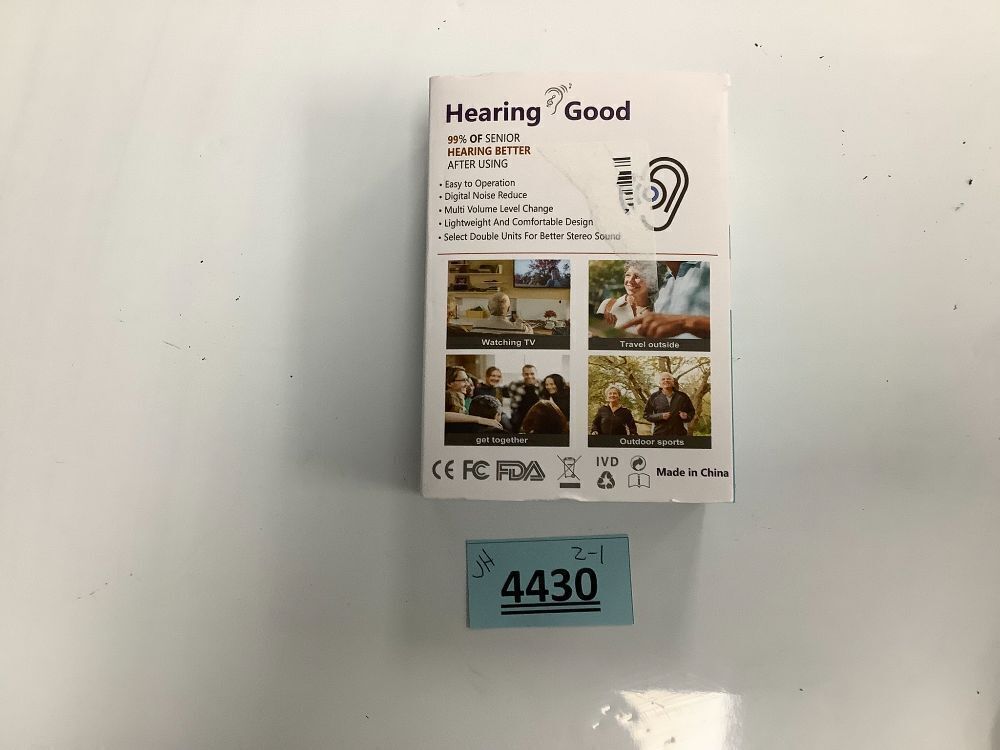 Hearing Good
99% OF SENIOR
HEARING BETTER
AFTER USING
• Easy to Operation
• Digital Noise Reduce
• Multi Volume Level Change
• Lightweight And Comfortable Design
• Select Double Units For Better Stereo Sound
Watching TV
Travel outside
get together
Outdoor sports
CE FC FDA IVD Made in China
JH 2-1
4430